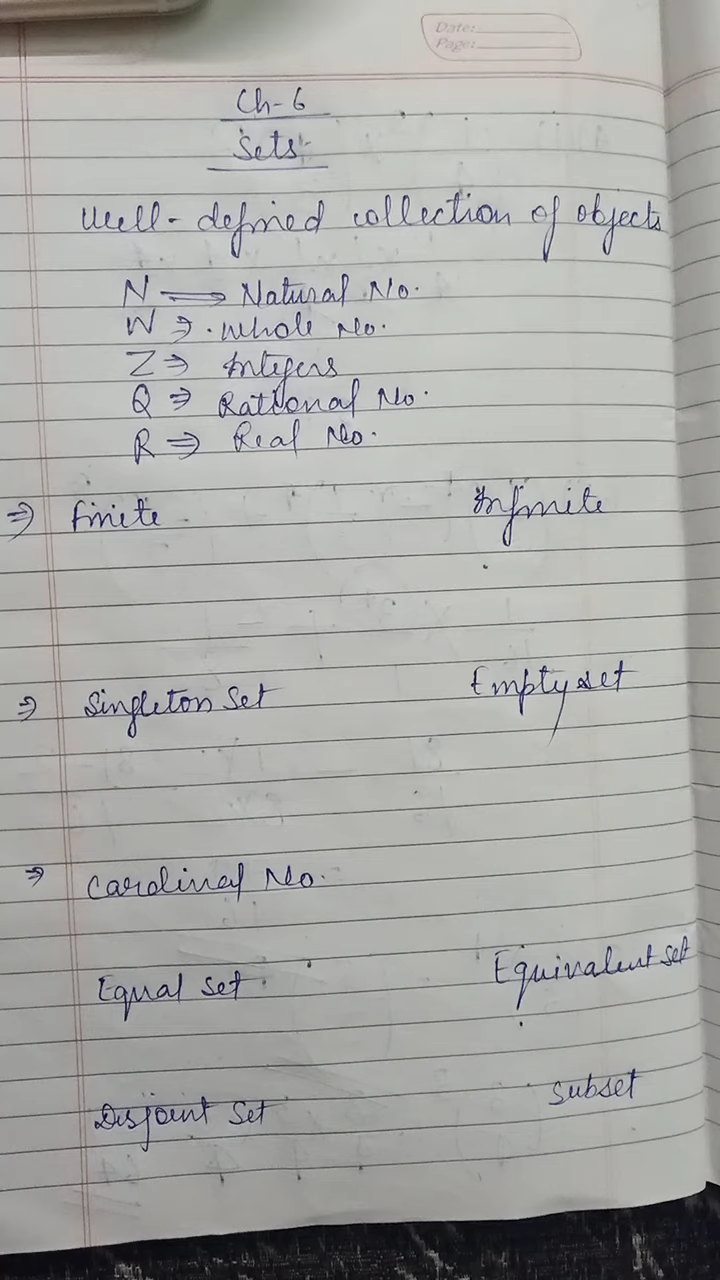 Date:
Page:
Ch-6
Sets:-
Well-defined collection of objects
N ⟹ Natural No.
W ⇒ Whole No.
Z ⇒ Integers
Q ⇒ Rational No.
R ⇒ Real No.
⇒ Finite Infinite
⇒ Singleton Set Empty set
⇒ Cardinal No.
Equal Set Equivalent Set
Disjoint Set Subset